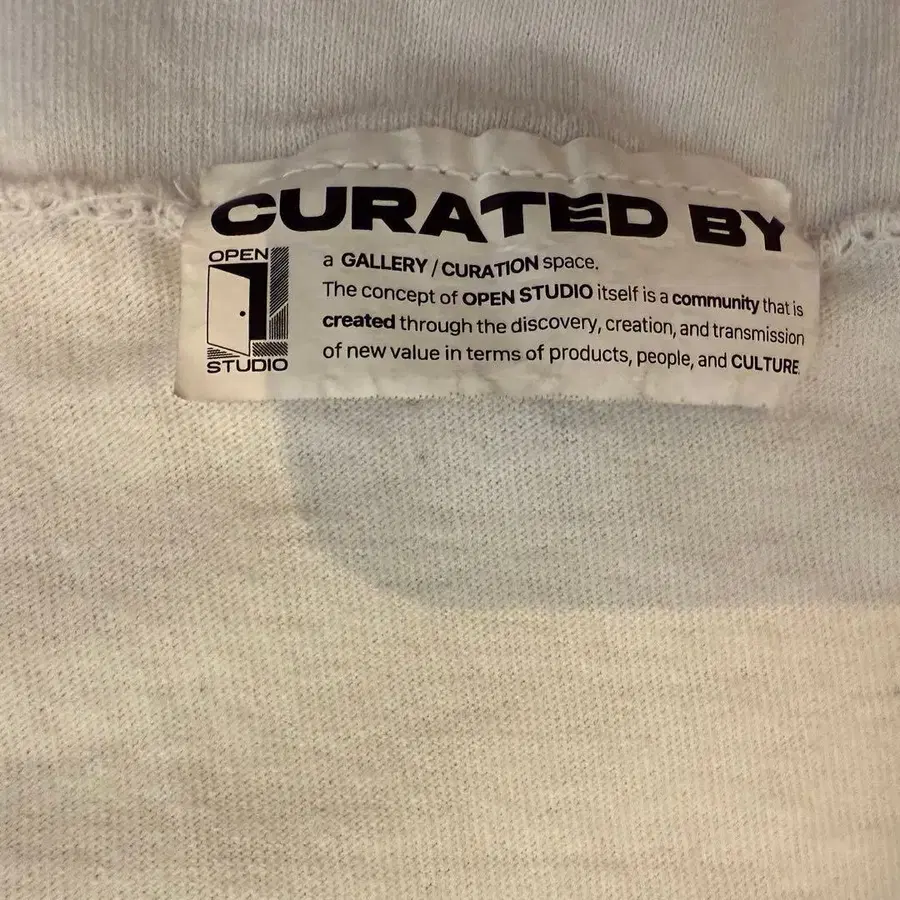 CURATED BY
OPEN
STUDIO
a GALLERY / CURATION space.
The concept of OPEN STUDIO itself is a community that is
created through the discovery, creation, and transmission
of new value in terms of products, people, and CULTURE.